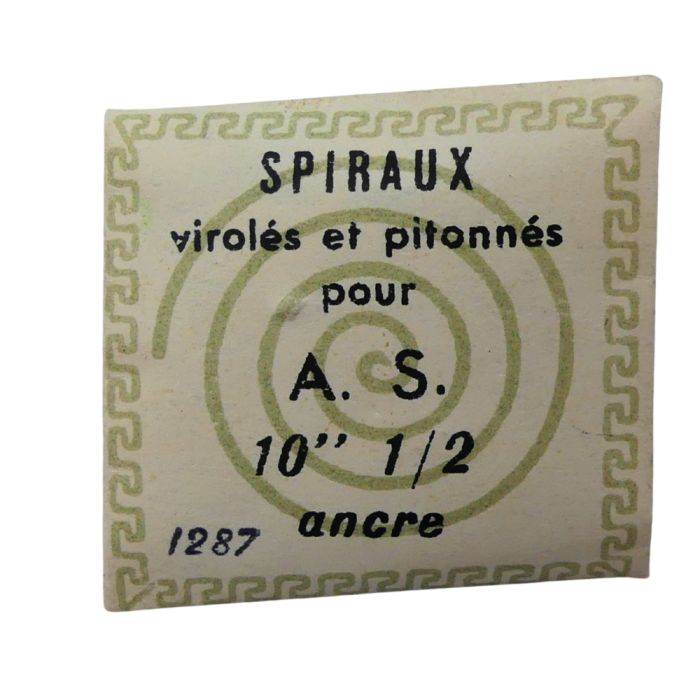 SPIRAUX
virolés et pitonnés
pour
A. S.
10'' 1/2
ancre
1287